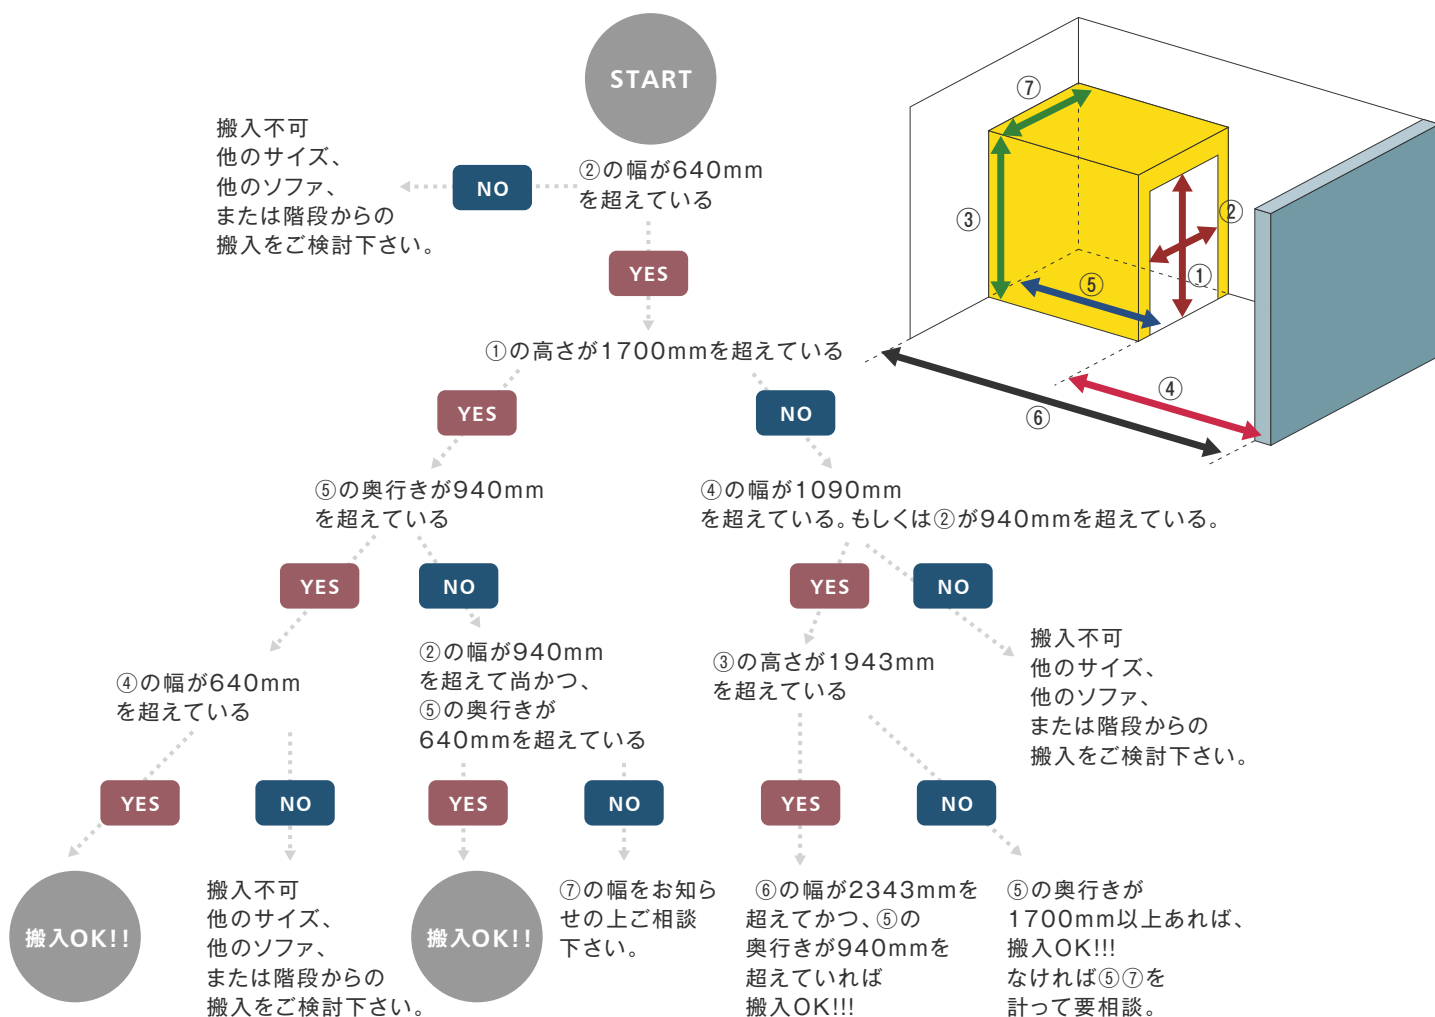 START
②の幅が640mm
を超えている
NO
搬入不可
他のサイズ、
他のソファ、
または階段からの
搬入をご検討下さい。
YES
①の高さが1700mmを超えている
YES
NO
⑤の奥行きが940mm
を超えている
④の幅が1090mm
を超えている。もしくは②が940mmを超えている。
YES
NO
YES
NO
④の幅が640mm
を超えている
②の幅が940mm
を超えて尚かつ、
⑤の奥行きが
640mmを超えている
③の高さが1943mm
を超えている
搬入不可
他のサイズ、
他のソファ、
または階段からの
搬入をご検討下さい。
YES
NO
YES
NO
YES
NO
搬入OK!!
搬入不可
他のサイズ、
他のソファ、
または階段からの
搬入をご検討下さい。
搬入OK!!
⑦の幅をお知ら
せの上ご相談
下さい。
⑥の幅が2343mmを
超えてかつ、⑤の
奥行きが940mmを
超えていれば
搬入OK!!!
⑤の奥行きが
1700mm以上あれば、
搬入OK!!!
なければ⑤⑦を
計って要相談。
⑦
③
②
①
⑤
④
⑥